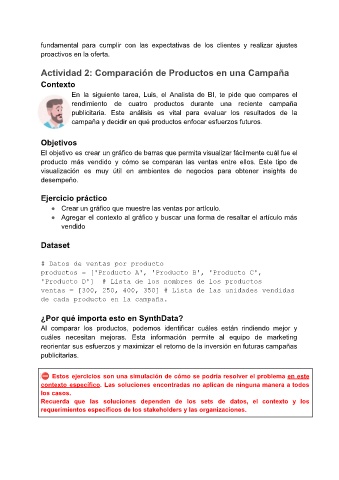 fundamental para cumplir con las expectativas de los clientes y realizar ajustes
proactivos en la oferta.
Actividad 2: Comparación de Productos en una Campaña
Contexto
En la siguiente tarea, Luis, el Analista de BI, te pide que compares el
rendimiento de cuatro productos durante una reciente campaña
publicitaria. Este análisis es vital para evaluar los resultados de la
campaña y decidir en qué productos enfocar esfuerzos futuros.
Objetivos
El objetivo es crear un gráfico de barras que permita visualizar fácilmente cuál fue el
producto más vendido y cómo se comparan las ventas entre ellos. Este tipo de
visualización es muy útil en ambientes de negocios para obtener insights de
desempeño.
Ejercicio práctico
● Crear un gráfico que muestre las ventas por artículo.
● Agregar el contexto al gráfico y buscar una forma de resaltar el artículo más
vendido
Dataset
# Datos de ventas por producto
productos = ['Producto A', 'Producto B', 'Producto C',
'Producto D'] # Lista de los nombres de los productos
ventas = [300, 250, 400, 350] # Lista de las unidades vendidas
de cada producto en la campaña.
¿Por qué importa esto en SynthData?
Al comparar los productos, podemos identificar cuáles están rindiendo mejor y
cuáles necesitan mejoras. Esta información permite al equipo de marketing
reorientar sus esfuerzos y maximizar el retorno de la inversión en futuras campañas
publicitarias.
Estos ejercicios son una simulación de cómo se podría resolver el problema en este
contexto específico. Las soluciones encontradas no aplican de ninguna manera a todos
los casos.
Recuerda que las soluciones dependen de los sets de datos, el contexto y los
requerimientos específicos de los stakeholders y las organizaciones.